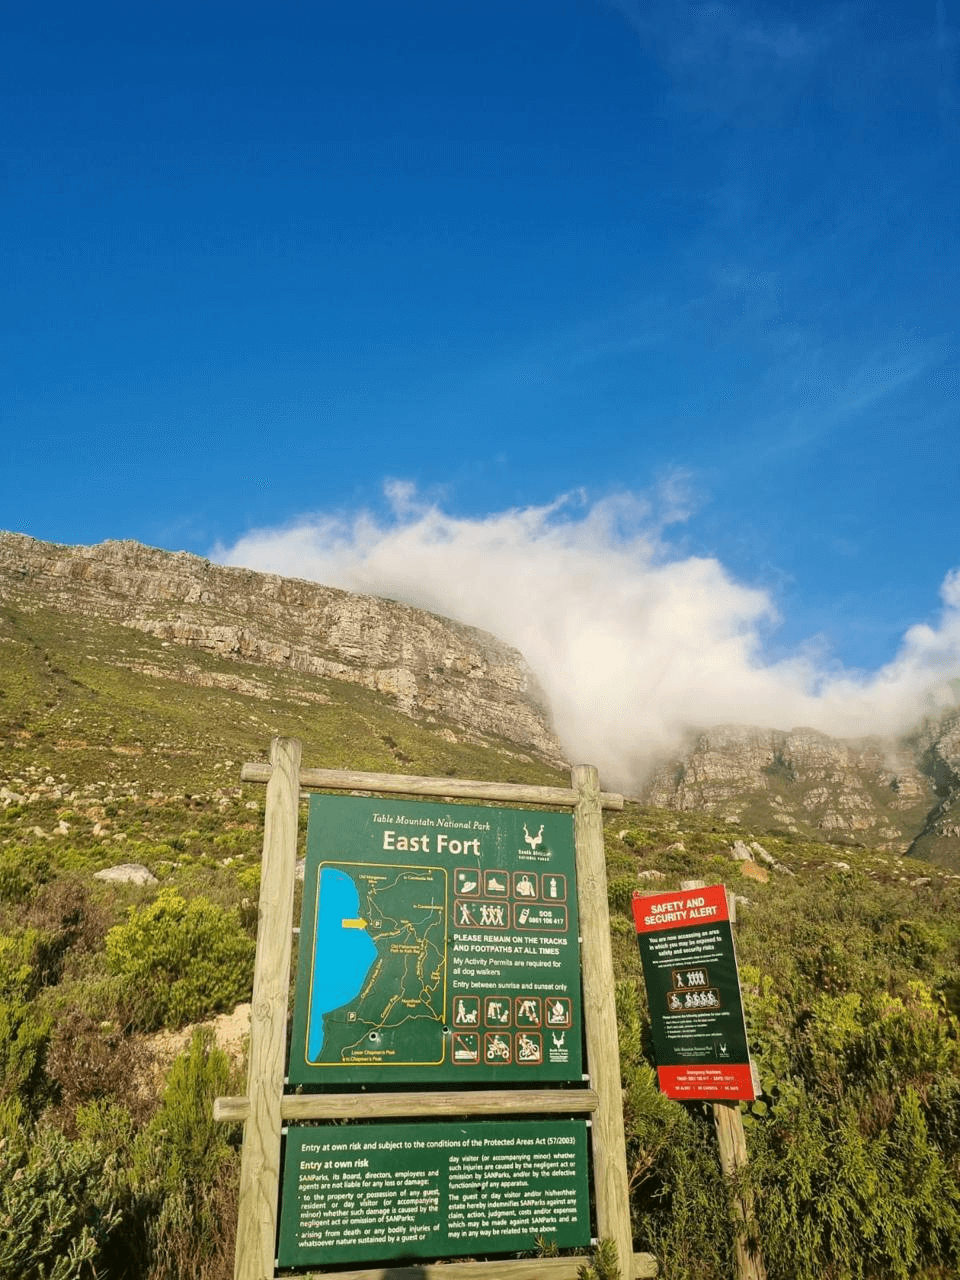 Table Mountain National Park
East Fort
South African
NATIONAL PARKS
SOS
0861 106 417
PLEASE REMAIN ON THE TRACKS
AND FOOTPATHS AT ALL TIMES
My Activity Permits are required for
all dog walkers
Entry between sunrise and sunset only
P
P
Lower Chapman's Peak
to Chapman's Peak
Entry at own risk and subject to the conditions of the Protected Areas Act (57/2003)
Entry at own risk
SANParks, its Board, directors, employees and
agents are not liable for any loss or damage:
• to the property or possession of any guest,
resident or day visitor (or accompanying
minor) whether such damage is caused by the
negligent act or omission of SANParks;
• arising from death or any bodily injuries of
whatsoever nature sustained by a guest or
day visitor (or accompanying minor) whether
such injuries are caused by the negligent act or
omission by SANParks, and/or by the defective
functioning of any apparatus.
The guest or day visitor and/or his/her/their
estate hereby indemnifies SANParks against any
claim, action, judgment, costs and/or expenses
which may be made against SANParks and as
may in any way be related to the above.
SAFETY AND
SECURITY ALERT
You are now accessing an area
in which you may be exposed to
safety and security risks
Table Mountain National Park